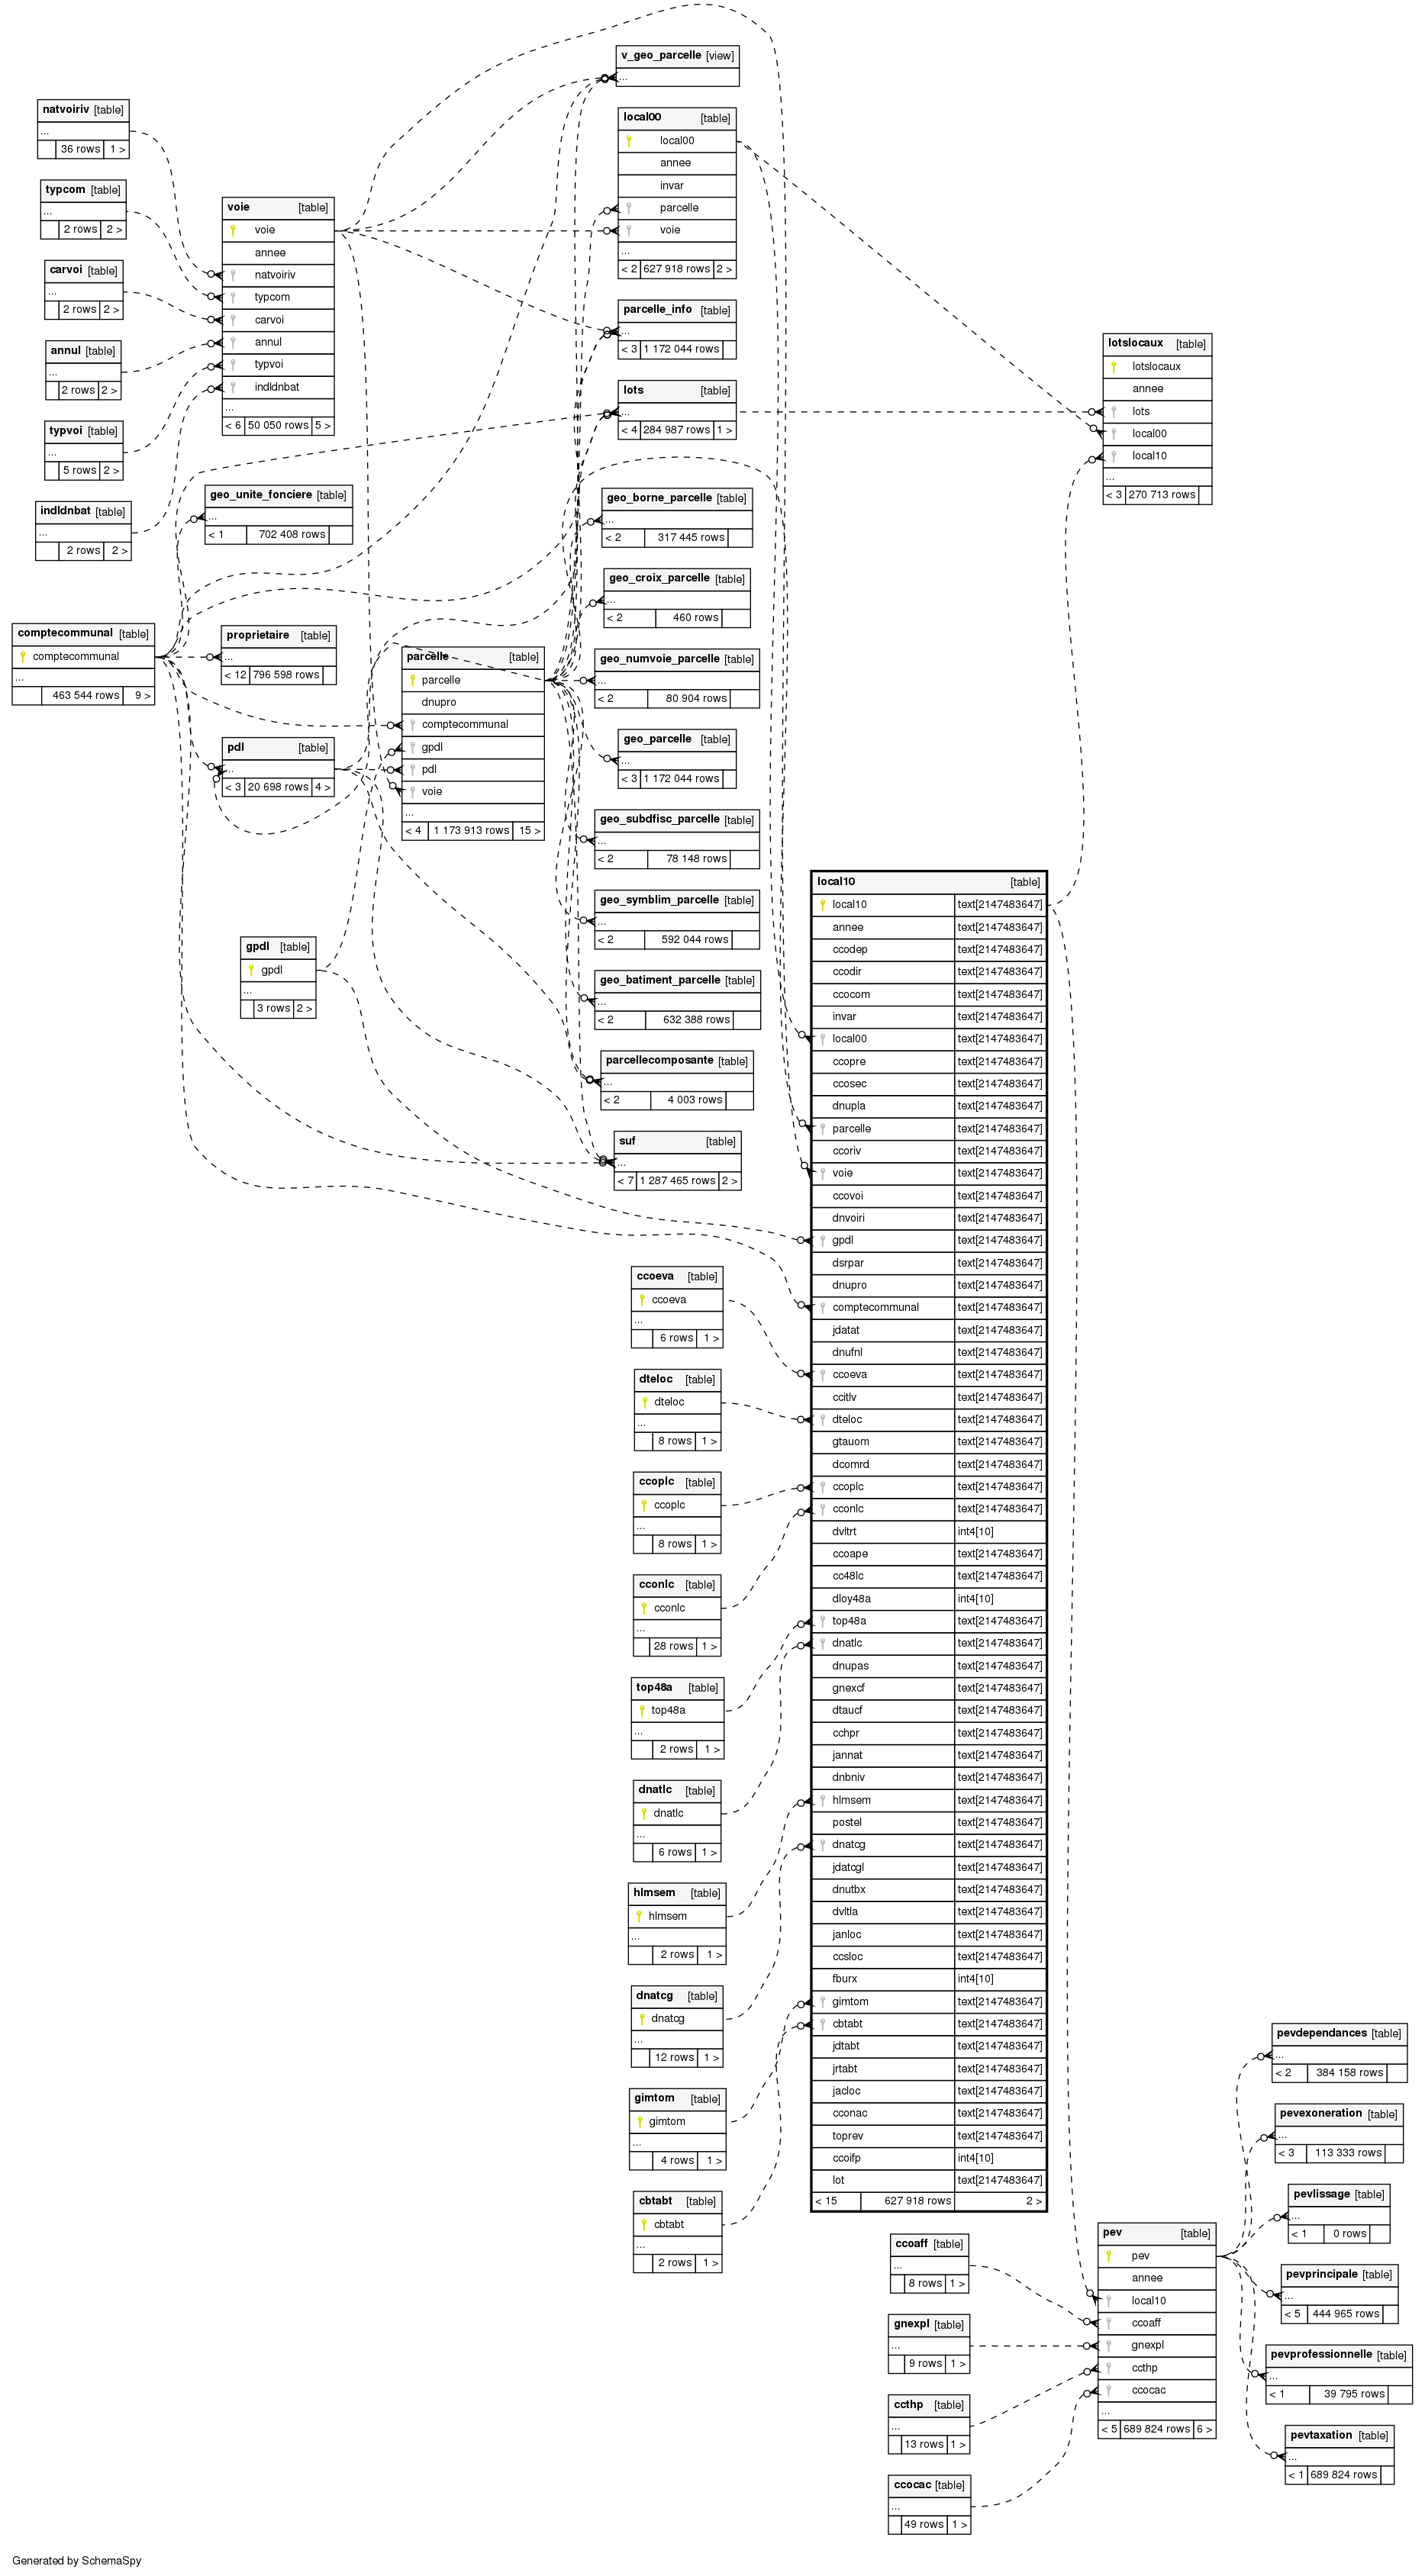 v_geo_parcelle [view]
...
natvoiriv [table]
...
36 rows 1 >
typcom [table]
...
2 rows 2 >
carvoi [table]
...
2 rows 2 >
annul [table]
...
2 rows 2 >
typvoi [table]
...
5 rows 2 >
indldnbat [table]
...
2 rows 2 >
voie [table]
voie
annee
natvoiriv
typcom
carvoi
annul
typvoi
indldnbat
...
< 6 50 050 rows 5 >
local00 [table]
local00
annee
invar
parcelle
voie
...
< 2 627 918 rows 2 >
parcelle_info [table]
...
< 3 1 172 044 rows
lots [table]
...
< 4 284 987 rows 1 >
lotslocaux [table]
lotslocaux
annee
lots
local00
local10
...
< 3 270 713 rows
geo_unite_fonciere [table]
...
< 1 702 408 rows
geo_borne_parcelle [table]
...
< 2 317 445 rows
geo_croix_parcelle [table]
...
< 2 460 rows
comptecommunal [table]
comptecommunal
...
463 544 rows 9 >
proprietaire [table]
...
< 12 796 598 rows
pdl [table]
...
< 3 20 698 rows 4 >
parcelle [table]
parcelle
dnupro
comptecommunal
gpdl
pdl
voie
...
< 4 1 173 913 rows 15 >
geo_numvoie_parcelle [table]
...
< 2 80 904 rows
geo_parcelle [table]
...
< 3 1 172 044 rows
geo_subdfisc_parcelle [table]
...
< 2 78 148 rows
geo_symblim_parcelle [table]
...
< 2 592 044 rows
gpdl [table]
gpdl
...
3 rows 2 >
geo_batiment_parcelle [table]
...
< 2 632 388 rows
parcellecomposante [table]
...
< 2 4 003 rows
suf [table]
...
< 7 1 287 465 rows 2 >
local10 [table]
local10 text[2147483647]
annee text[2147483647]
ccodep text[2147483647]
ccodir text[2147483647]
ccocom text[2147483647]
invar text[2147483647]
local00 text[2147483647]
ccopre text[2147483647]
ccosec text[2147483647]
dnupla text[2147483647]
parcelle text[2147483647]
ccoriv text[2147483647]
voie text[2147483647]
ccovoi text[2147483647]
dnvoiri text[2147483647]
gpdl text[2147483647]
dsrpar text[2147483647]
dnupro text[2147483647]
comptecommunal text[2147483647]
jdatat text[2147483647]
dnufnl text[2147483647]
ccoeva text[2147483647]
ccitlv text[2147483647]
dteloc text[2147483647]
gtauom text[2147483647]
dcomrd text[2147483647]
ccoplc text[2147483647]
cconlc text[2147483647]
dvltrt int4[10]
ccoape text[2147483647]
cc48lc text[2147483647]
dloy48a int4[10]
top48a text[2147483647]
dnatlc text[2147483647]
dnupas text[2147483647]
gnexcf text[2147483647]
dtaucf text[2147483647]
cchpr text[2147483647]
jannat text[2147483647]
dnbniv text[2147483647]
hlmsem text[2147483647]
postel text[2147483647]
dnatcg text[2147483647]
jdatcgl text[2147483647]
dnutbx text[2147483647]
dvltla text[2147483647]
janloc text[2147483647]
ccsloc text[2147483647]
fburx int4[10]
gimtom text[2147483647]
cbtabt text[2147483647]
jdtabt text[2147483647]
jrtabt text[2147483647]
jacloc text[2147483647]
cconac text[2147483647]
toprev text[2147483647]
ccoifp int4[10]
lot text[2147483647]
< 15 627 918 rows 2 >
ccoeva [table]
ccoeva
...
6 rows 1 >
dteloc [table]
dteloc
...
8 rows 1 >
ccoplc [table]
ccoplc
...
8 rows 1 >
cconlc [table]
cconlc
...
28 rows 1 >
top48a [table]
top48a
...
2 rows 1 >
dnatlc [table]
dnatlc
...
6 rows 1 >
hlmsem [table]
hlmsem
...
2 rows 1 >
dnatcg [table]
dnatcg
...
12 rows 1 >
gimtom [table]
gimtom
...
4 rows 1 >
cbtabt [table]
cbtabt
...
2 rows 1 >
ccoaff [table]
...
8 rows 1 >
gnexpl [table]
...
9 rows 1 >
ccthp [table]
...
13 rows 1 >
ccocac [table]
...
49 rows 1 >
pev [table]
pev
annee
local10
ccoaff
gnexpl
ccthp
ccocac
...
< 5 689 824 rows 6 >
pevdependances [table]
...
< 2 384 158 rows
pevexoneration [table]
...
< 3 113 333 rows
pevlissage [table]
...
< 1 0 rows
pevprincipale [table]
...
< 5 444 965 rows
pevprofessionnelle [table]
...
< 1 39 795 rows
pevtaxation [table]
...
< 1 689 824 rows
Generated by SchemaSpy